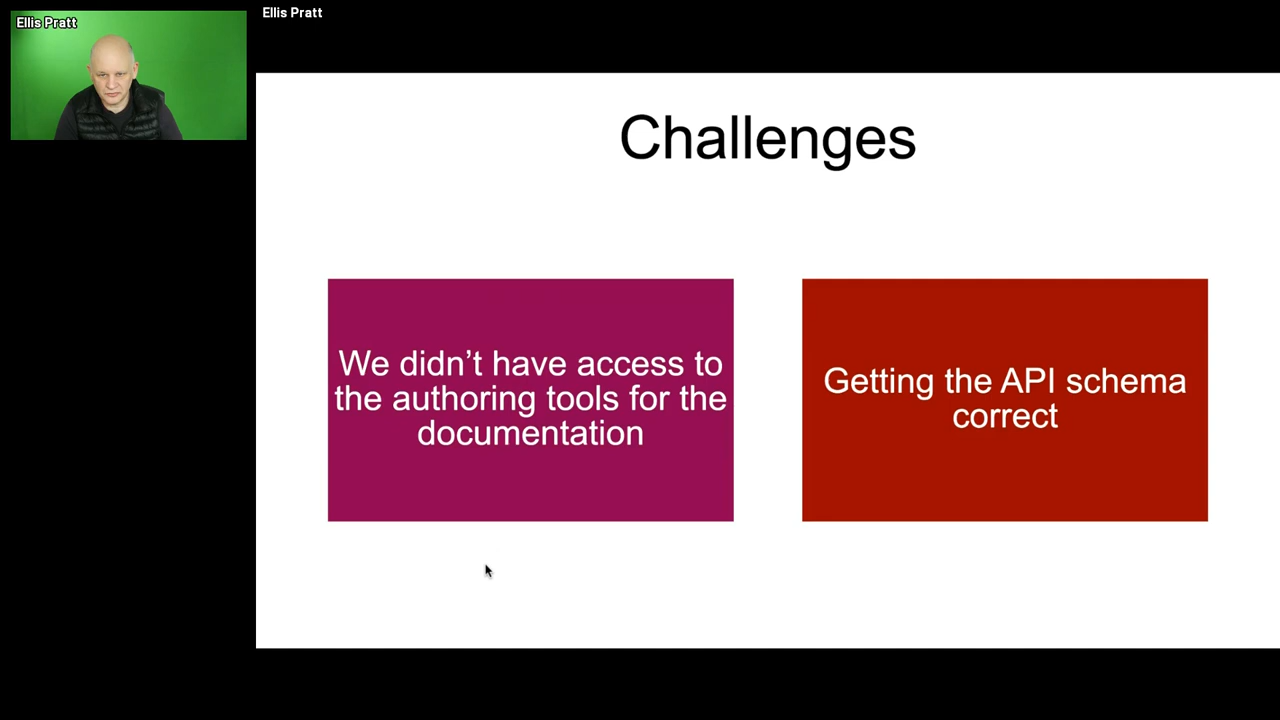 Ellis Pratt
Ellis Pratt
Challenges
We didn’t have access to
the authoring tools for the
documentation
Getting the API schema
correct